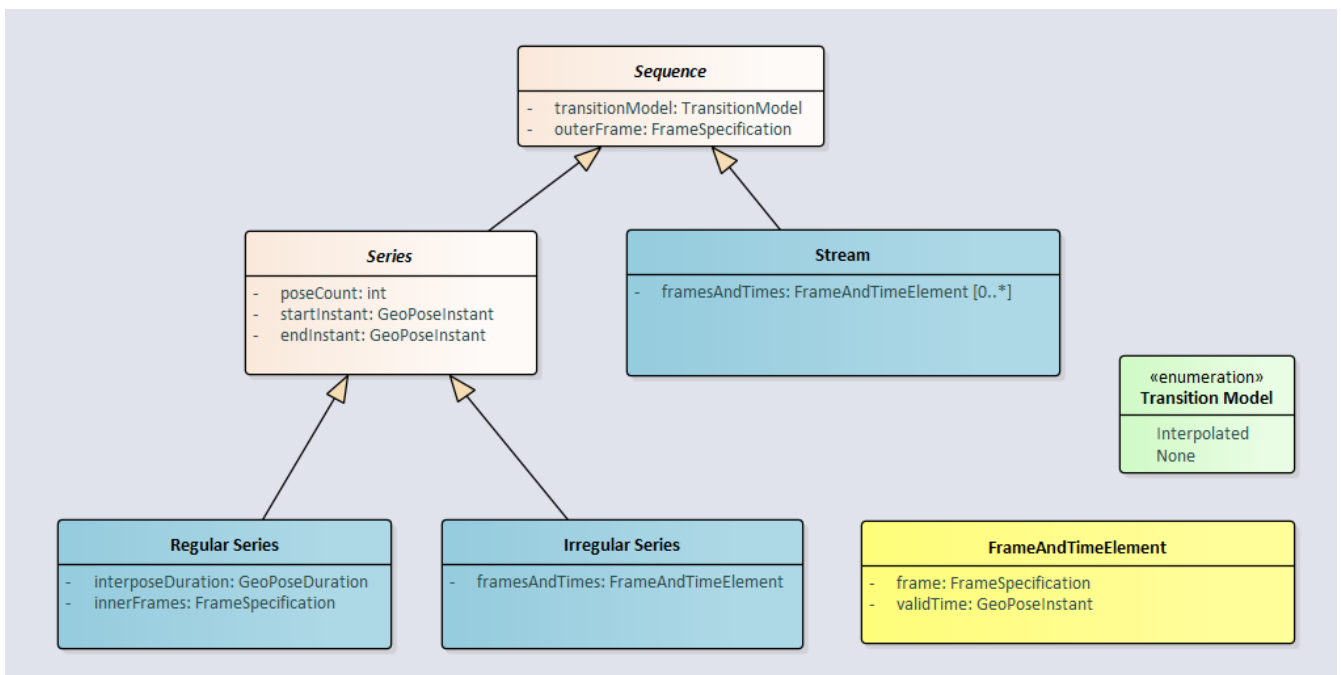 Sequence
- transitionModel: TransitionModel
- outerFrame: FrameSpecification
Series
- poseCount: int
- startInstant: GeoPoseInstant
- endInstant: GeoPoseInstant
Stream
- framesAndTimes: FrameAndTimeElement [0..*]
«enumeration»
Transition Model
Interpolated
None
Regular Series
- interposeDuration: GeoPoseDuration
- innerFrames: FrameSpecification
Irregular Series
- framesAndTimes: FrameAndTimeElement
FrameAndTimeElement
- frame: FrameSpecification
- validTime: GeoPoseInstant